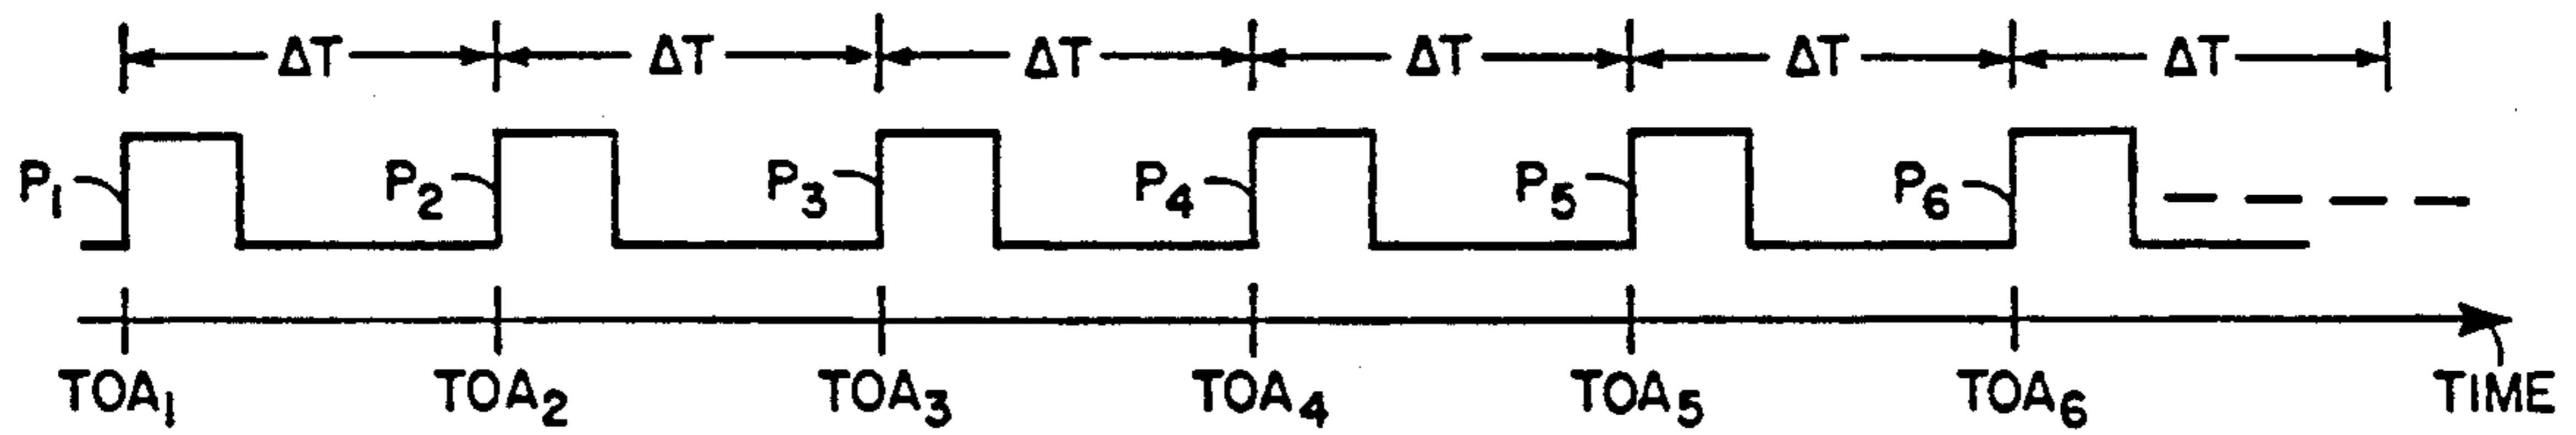 ΔT ΔT ΔT ΔT ΔT ΔT
P1 P2 P3 P4 P5 P6
TOA1 TOA2 TOA3 TOA4 TOA5 TOA6 TIME